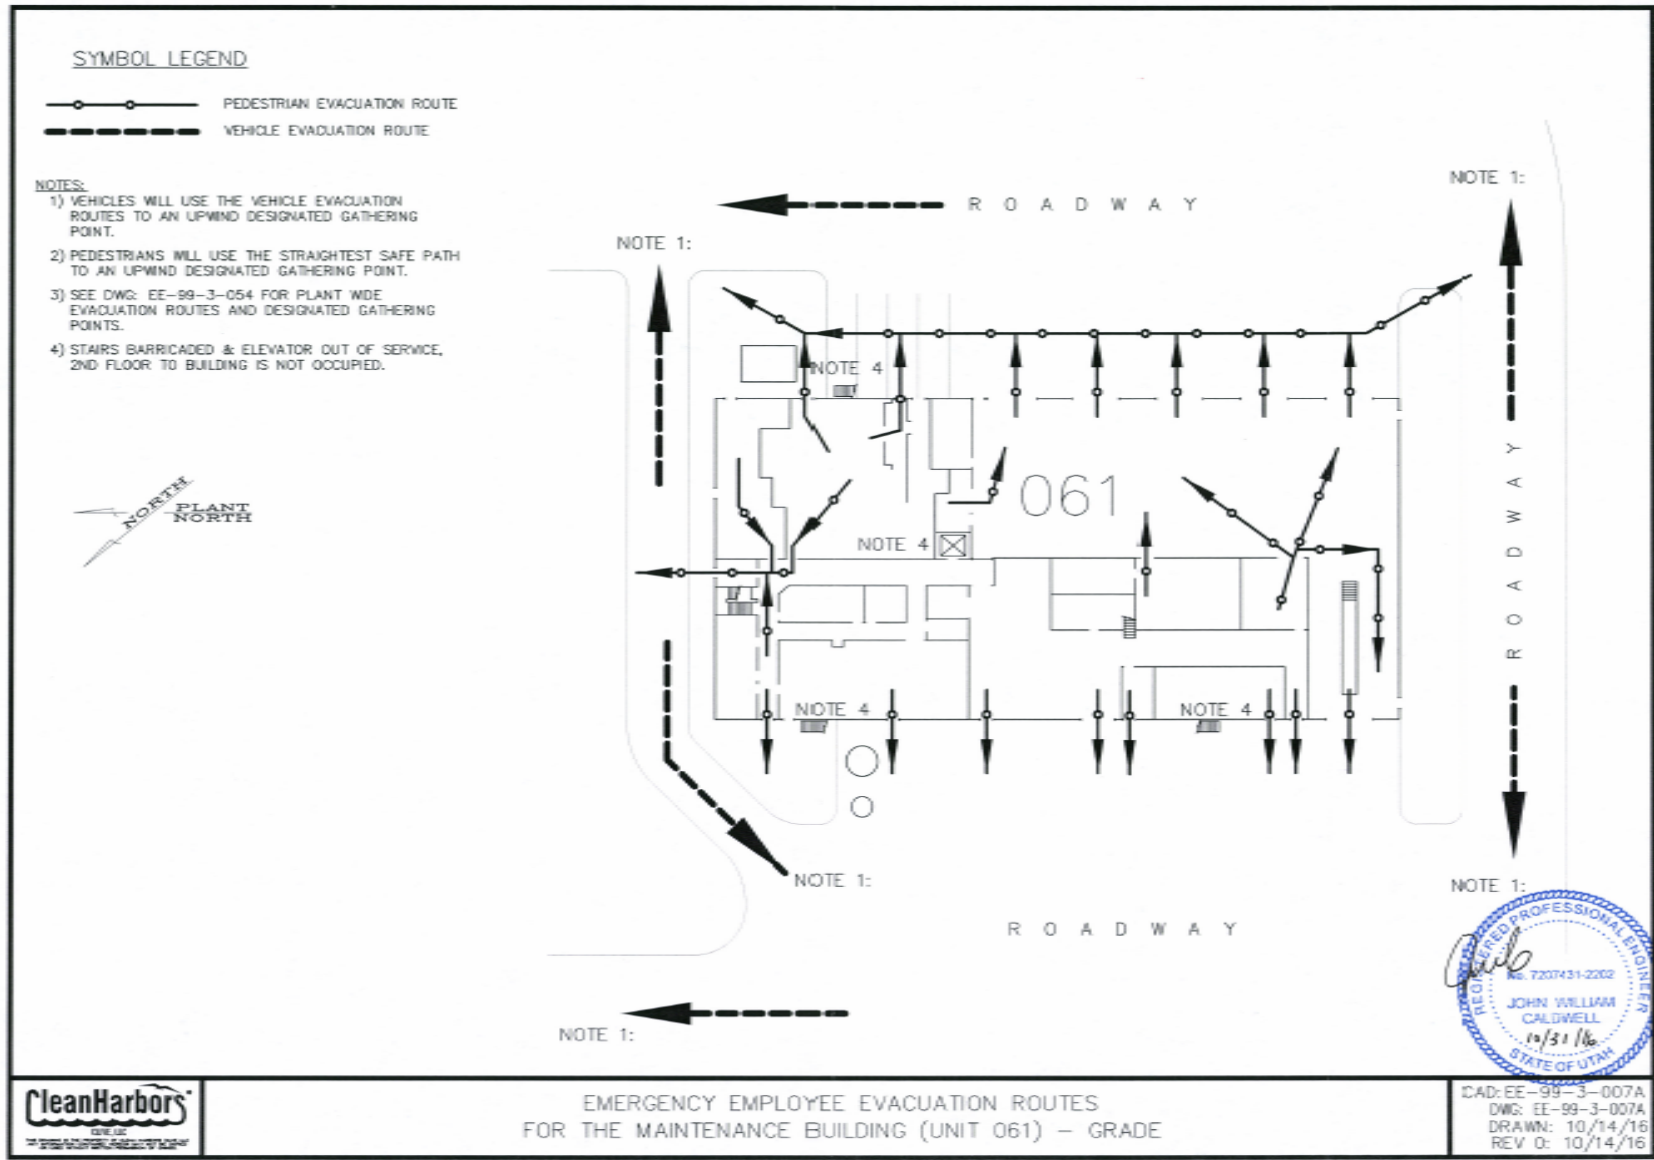 SYMBOL LEGEND
PEDESTRIAN EVACUATION ROUTE
VEHICLE EVACUATION ROUTE
NOTES:
1) VEHICLES WILL USE THE VEHICLE EVACUATION
ROUTES TO AN UPWIND DESIGNATED GATHERING
POINT.
2) PEDESTRIANS WILL USE THE STRAIGHTEST SAFE PATH
TO AN UPWIND DESIGNATED GATHERING POINT.
3) SEE DWG: EE-99-3-054 FOR PLANT WIDE
EVACUATION ROUTES AND DESIGNATED GATHERING
POINTS.
4) STAIRS BARRICADED & ELEVATOR OUT OF SERVICE,
2ND FLOOR TO BUILDING IS NOT OCCUPIED.
NORTH
PLANT
NORTH
ROADWAY
NOTE 1:
NOTE 1:
NOTE 4
061
NOTE 4
ROADWAY
NOTE 4
NOTE 4
NOTE 1:
NOTE 1:
ROADWAY
NOTE 1:
REGISTERED PROFESSIONAL ENGINEER
No. 7207431-2202
JOHN WILLIAM
CALDWELL
10/31/16
STATE OF UTAH
CleanHarbors
EMERGENCY EMPLOYEE EVACUATION ROUTES
FOR THE MAINTENANCE BUILDING (UNIT 061) - GRADE
CAD: EE-99-3-007A
DWG: EE-99-3-007A
DRAWN: 10/14/16
REV 0: 10/14/16